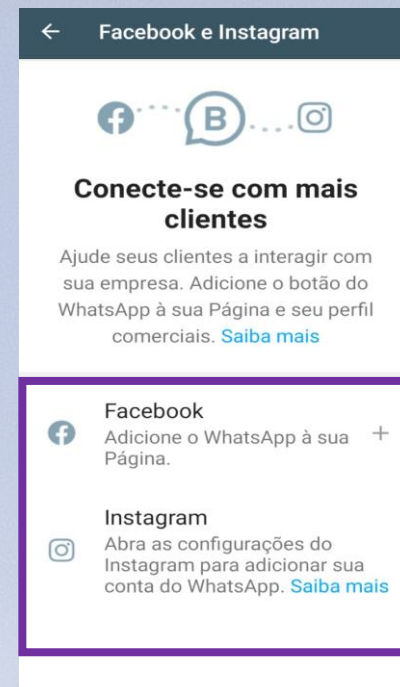 Facebook e Instagram
B
Conecte-se com mais
clientes
Ajude seus clientes a interagir com
sua empresa. Adicione o botão do
WhatsApp à sua Página e seu perfil
comerciais. Saiba mais
Facebook
Adicione o WhatsApp à sua
Página.
Instagram
Abra as configurações do
Instagram para adicionar sua
conta do WhatsApp. Saiba mais